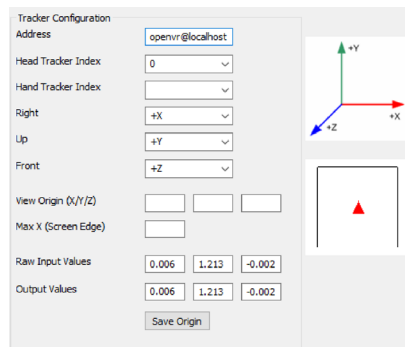 Tracker Configuration
Address openvr@localhost
Head Tracker Index 0
Hand Tracker Index
Right +X
Up +Y
Front +Z
View Origin (X/Y/Z)
Max X (Screen Edge)
Raw Input Values 0.006 1.213 -0.002
Output Values 0.006 1.213 -0.002
Save Origin
+Y
+X
+Z